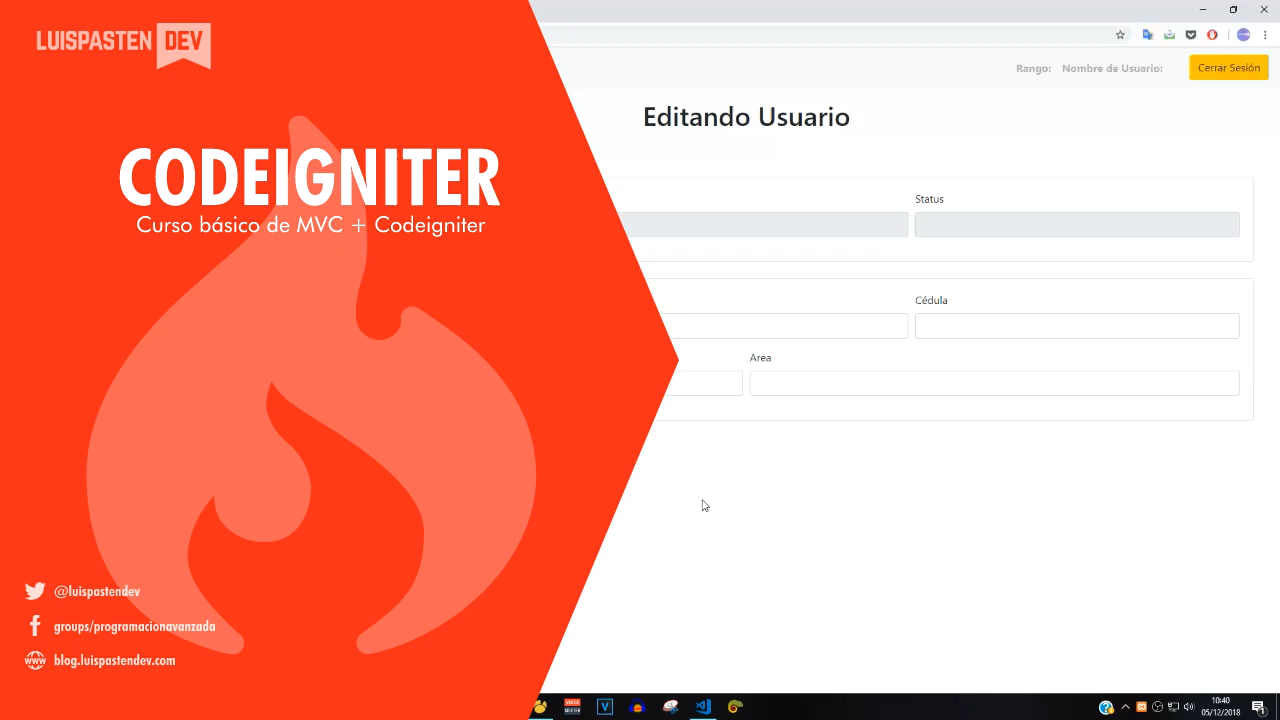 LUISPASTEN DEV
CODEIGNITER
Curso básico de MVC + Codeigniter
@luispastendev
groups/programacionavanzada
www
blog.luispastendev.com
Rango: Nombre de Usuario: Cerrar Sesión
Editando Usuario
Status
Cédula
Area
10:40
05/12/2018